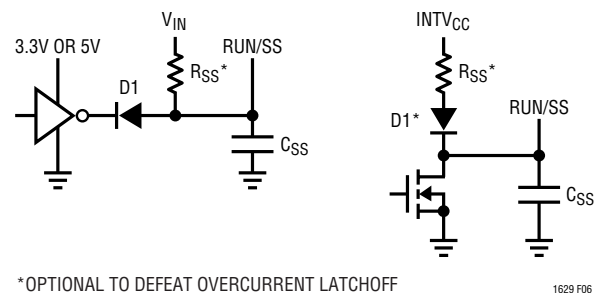 V_IN
INTV_CC
3.3V OR 5V
RUN/SS
D1
R_SS*
R_SS*
D1*
RUN/SS
C_SS
C_SS
*OPTIONAL TO DEFEAT OVERCURRENT LATCHOFF
1629 F06